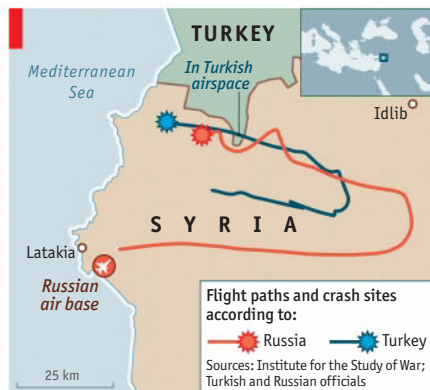 TURKEY
Mediterranean
Sea
In Turkish
airspace
Idlib
SYRIA
Latakia
Russian
air base
Flight paths and crash sites
according to:
Russia
Turkey
Sources: Institute for the Study of War;
Turkish and Russian officials
25 km